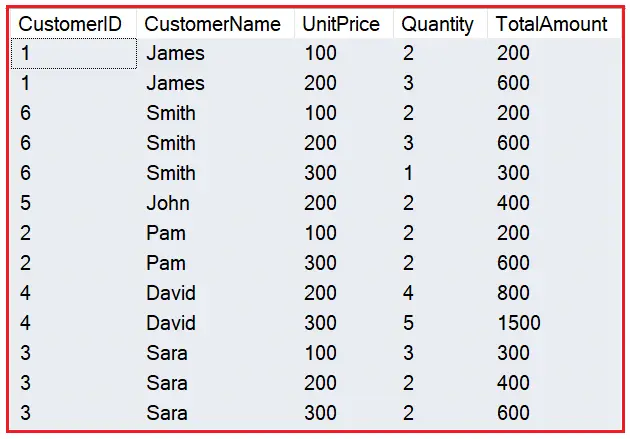 CustomerID CustomerName UnitPrice Quantity TotalAmount
1 James 100 2 200
1 James 200 3 600
6 Smith 100 2 200
6 Smith 200 3 600
6 Smith 300 1 300
5 John 200 2 400
2 Pam 100 2 200
2 Pam 300 2 600
4 David 200 4 800
4 David 300 5 1500
3 Sara 100 3 300
3 Sara 200 2 400
3 Sara 300 2 600